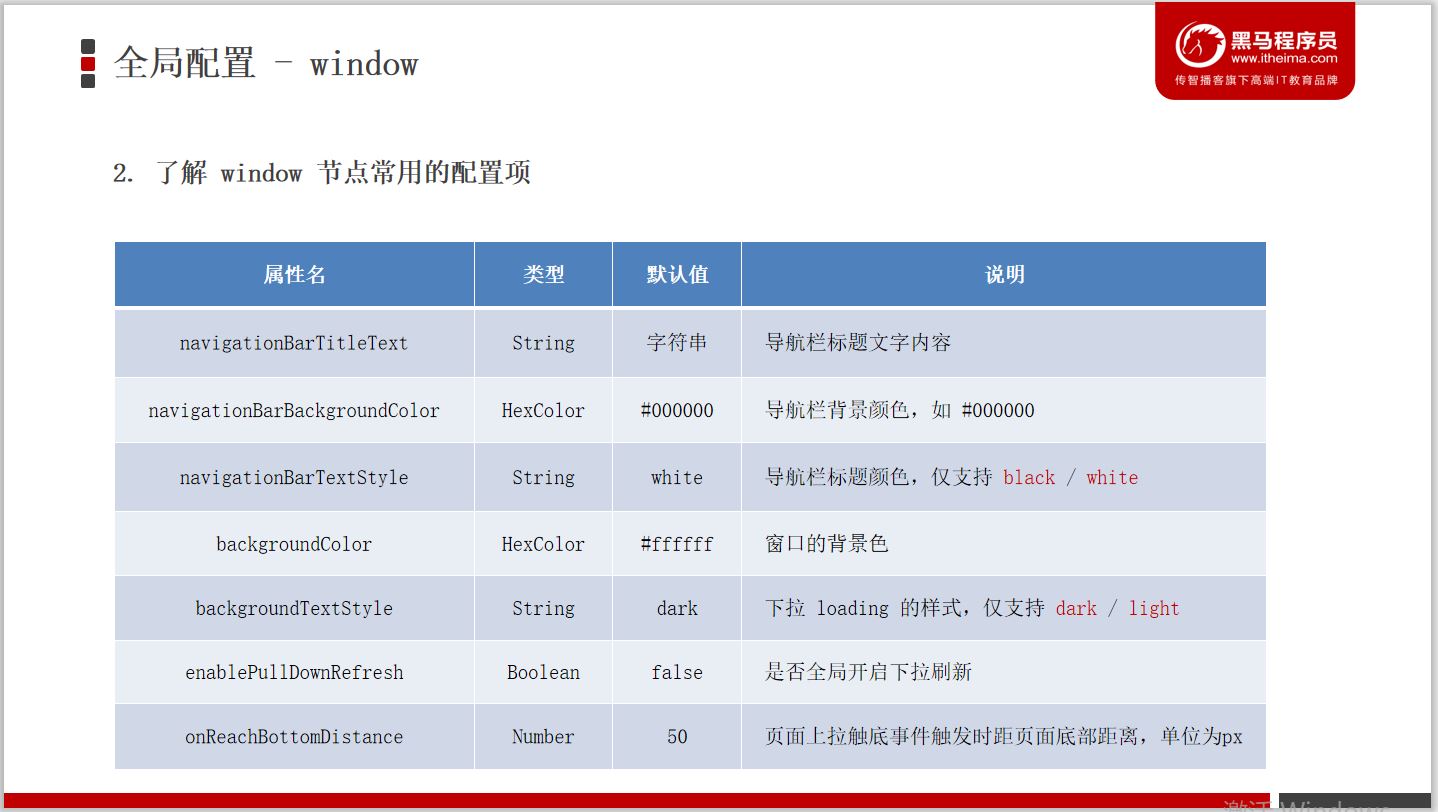 全局配置 - window
黑马程序员
www.itheima.com
传智播客旗下高端IT教育品牌
2. 了解 window 节点常用的配置项
属性名 类型 默认值 说明
navigationBarTitleText String 字符串 导航栏标题文字内容
navigationBarBackgroundColor HexColor #000000 导航栏背景颜色，如 #000000
navigationBarTextStyle String white 导航栏标题颜色，仅支持 black / white
backgroundColor HexColor #ffffff 窗口的背景色
backgroundTextStyle String dark 下拉 loading 的样式，仅支持 dark / light
enablePullDownRefresh Boolean false 是否全局开启下拉刷新
onReachBottomDistance Number 50 页面上拉触底事件触发时距页面底部距离，单位为px
激活 Windows